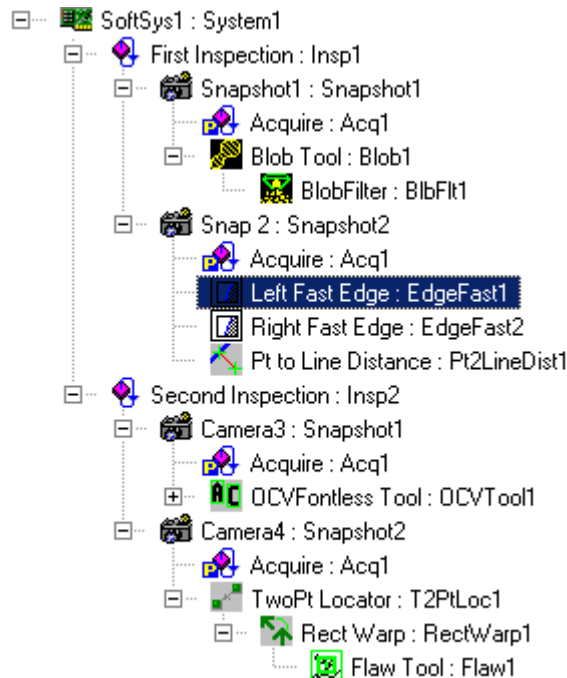 SoftSys1 : System1
First Inspection : Insp1
Snapshot1 : Snapshot1
Acquire : Acq1
Blob Tool : Blob1
BlobFilter : BlbFlt1
Snap 2 : Snapshot2
Acquire : Acq1
Left Fast Edge : EdgeFast1
Right Fast Edge : EdgeFast2
Pt to Line Distance : Pt2LineDist1
Second Inspection : Insp2
Camera3 : Snapshot1
Acquire : Acq1
OCVFontless Tool : OCVTool1
Camera4 : Snapshot2
Acquire : Acq1
TwoPt Locator : T2PtLoc1
Rect Warp : RectWarp1
Flaw Tool : Flaw1